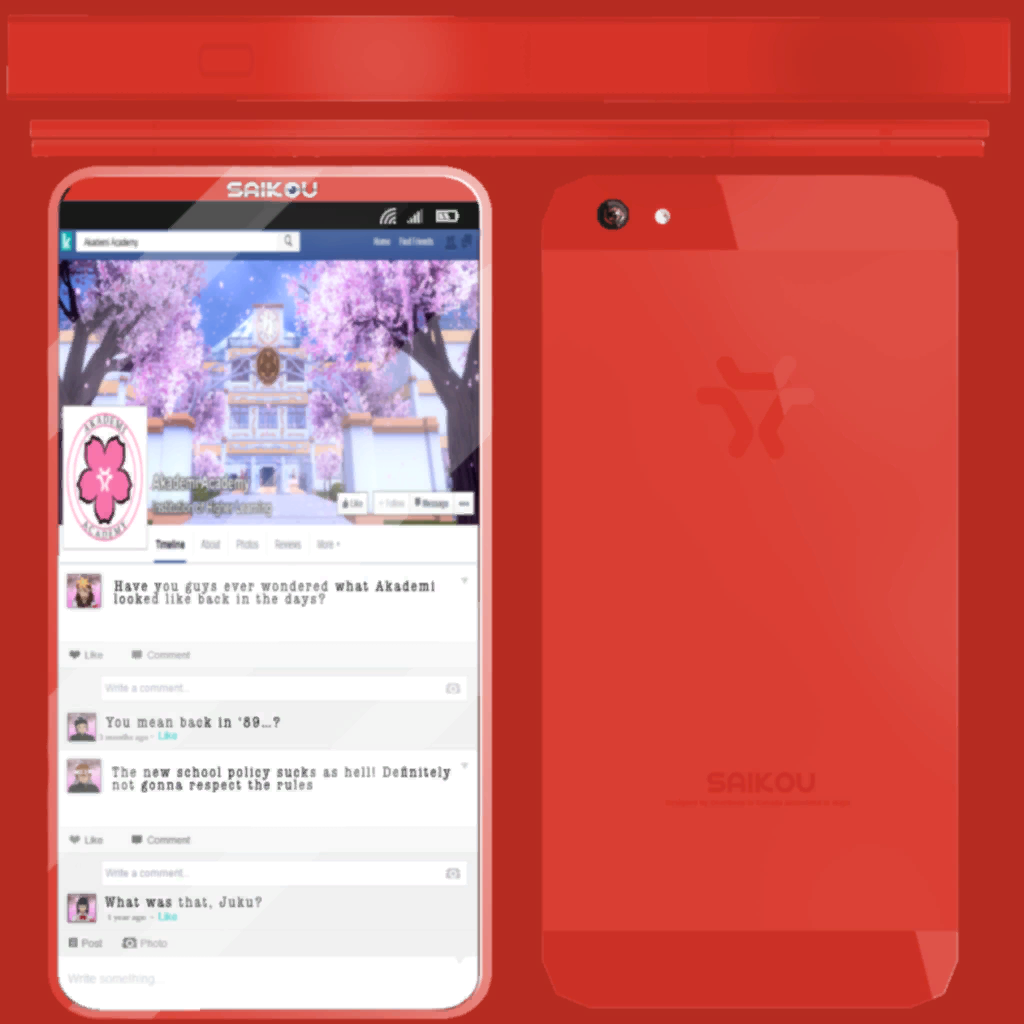 SAIKOU
k
Akademi Academy
Home Find Friends
AKADEMI
ACADEMY
Akademi Academy
Institution of Higher Learning
Like + Follow Message •••
Timeline About Photos Reviews More
Have you guys ever wondered what Akademi
looked like back in the days?
Like Comment
Write a comment...
You mean back in '89...?
3 months ago - Like
The new school policy sucks as hell! Definitely
not gonna respect the rules
Like Comment
Write a comment...
What was that, Juku?
1 year ago - Like
Post Photo
Write something...
SAIKOU